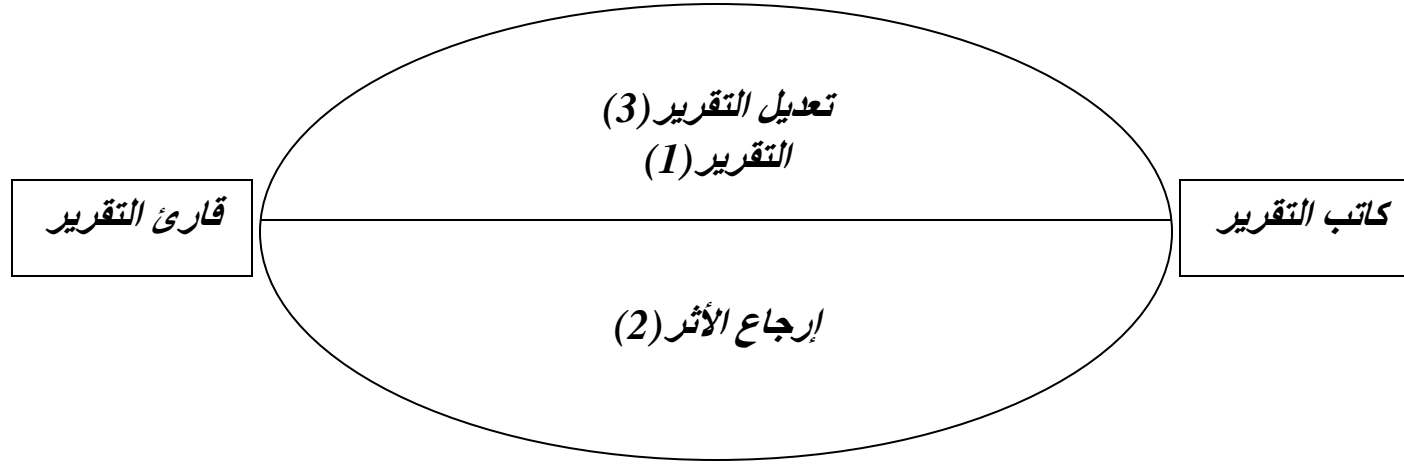 تعديل التقرير(3)
التقرير(1)
كاتب التقرير
قارئ التقرير
إرجاع الأثر(2)